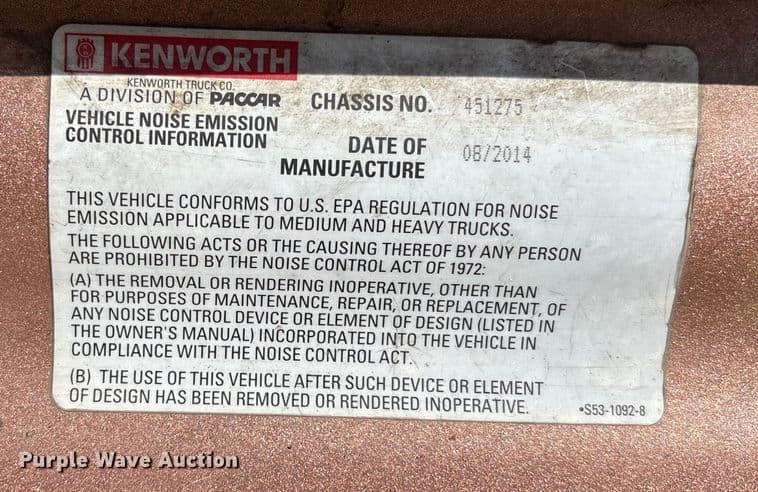 KENWORTH
KENWORTH TRUCK CO.
A DIVISION OF PACCAR
CHASSIS NO. 451275
VEHICLE NOISE EMISSION
CONTROL INFORMATION
DATE OF
MANUFACTURE
08/2014
THIS VEHICLE CONFORMS TO U.S. EPA REGULATION FOR NOISE
EMISSION APPLICABLE TO MEDIUM AND HEAVY TRUCKS.
THE FOLLOWING ACTS OR THE CAUSING THEREOF BY ANY PERSON
ARE PROHIBITED BY THE NOISE CONTROL ACT OF 1972:
(A) THE REMOVAL OR RENDERING INOPERATIVE, OTHER THAN
FOR PURPOSES OF MAINTENANCE, REPAIR, OR REPLACEMENT, OF
ANY NOISE CONTROL DEVICE OR ELEMENT OF DESIGN (LISTED IN
THE OWNER'S MANUAL) INCORPORATED INTO THE VEHICLE IN
COMPLIANCE WITH THE NOISE CONTROL ACT.
(B) THE USE OF THIS VEHICLE AFTER SUCH DEVICE OR ELEMENT
OF DESIGN HAS BEEN REMOVED OR RENDERED INOPERATIVE.
•S53-1092-8
Purple Wave Auction